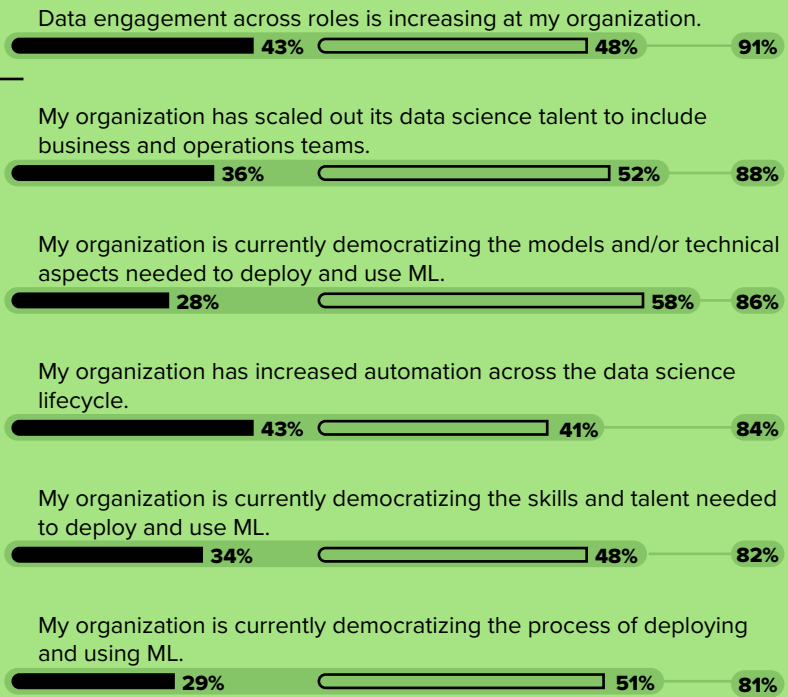 Data engagement across roles is increasing at my organization.
43% 48% 91%
My organization has scaled out its data science talent to include
business and operations teams.
36% 52% 88%
My organization is currently democratizing the models and/or technical
aspects needed to deploy and use ML.
28% 58% 86%
My organization has increased automation across the data science
lifecycle.
43% 41% 84%
My organization is currently democratizing the skills and talent needed
to deploy and use ML.
34% 48% 82%
My organization is currently democratizing the process of deploying
and using ML.
29% 51% 81%